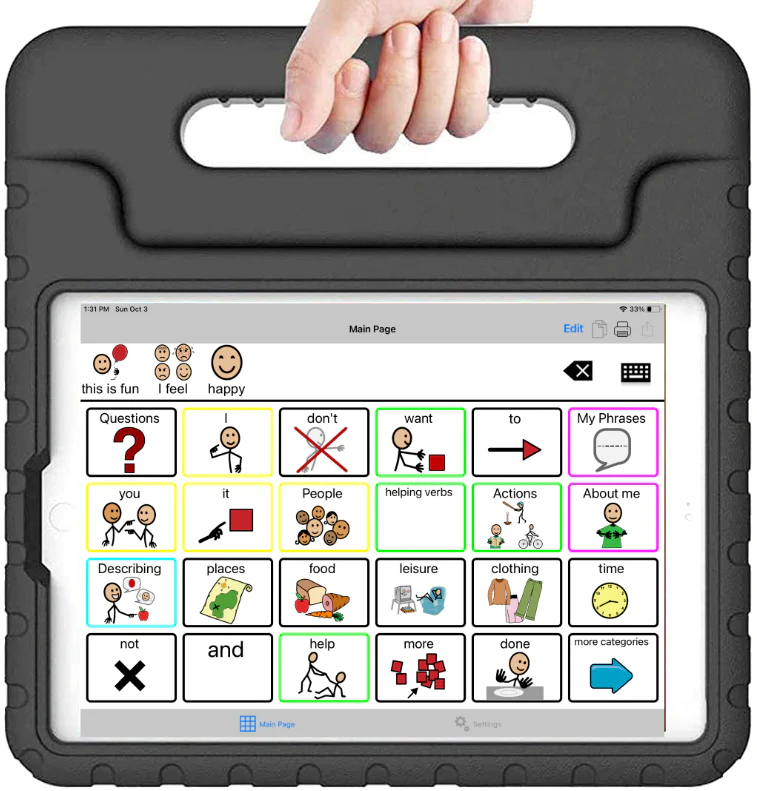 1:31 PM Sun Oct 3
33%
Main Page
Edit
this is fun I feel happy
Questions I don't want to My Phrases
you it People helping verbs Actions About me
Describing places food leisure clothing time
not and help more done more categories
Main Page Settings